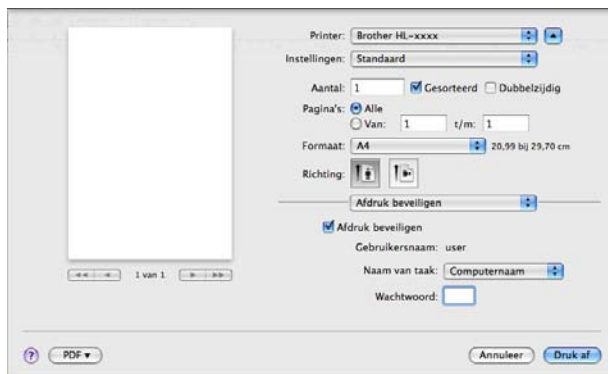 Printer: Brother HL-xxxx
Instellingen: Standaard
Aantal: 1 Gesorteerd Dubbelzijdig
Pagina's: Alle
Van: 1 t/m: 1
Formaat: A4 20,99 bij 29,70 cm
Richting:
Afdruk beveiligen
Afdruk beveiligen
Gebruikersnaam: user
Naam van taak: Computernaam
Wachtwoord:
1 van 1
? PDF Annuleer Druk af